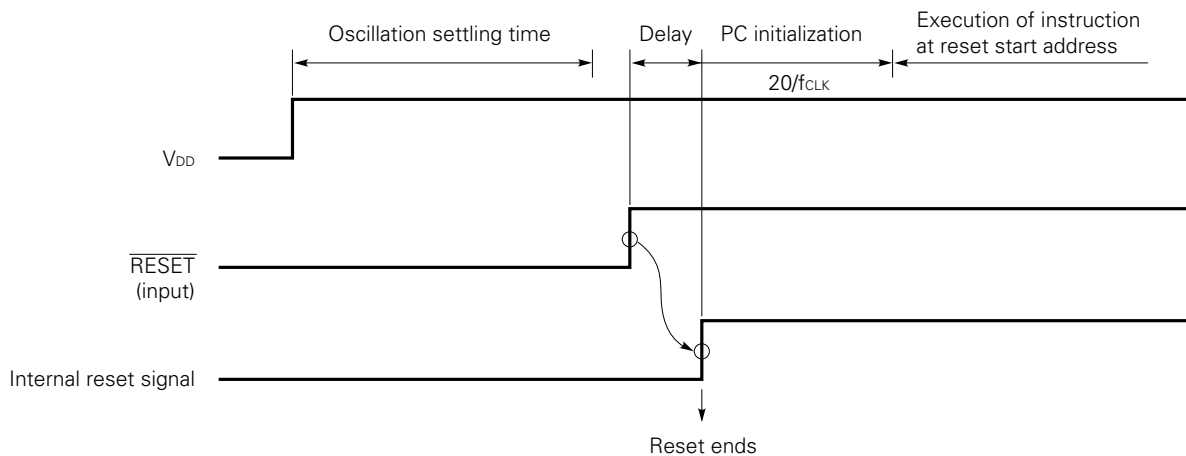 Oscillation settling time
Delay
PC initialization
Execution of instruction
at reset start address
20/fCLK
VDD
RESET
(input)
Internal reset signal
Reset ends